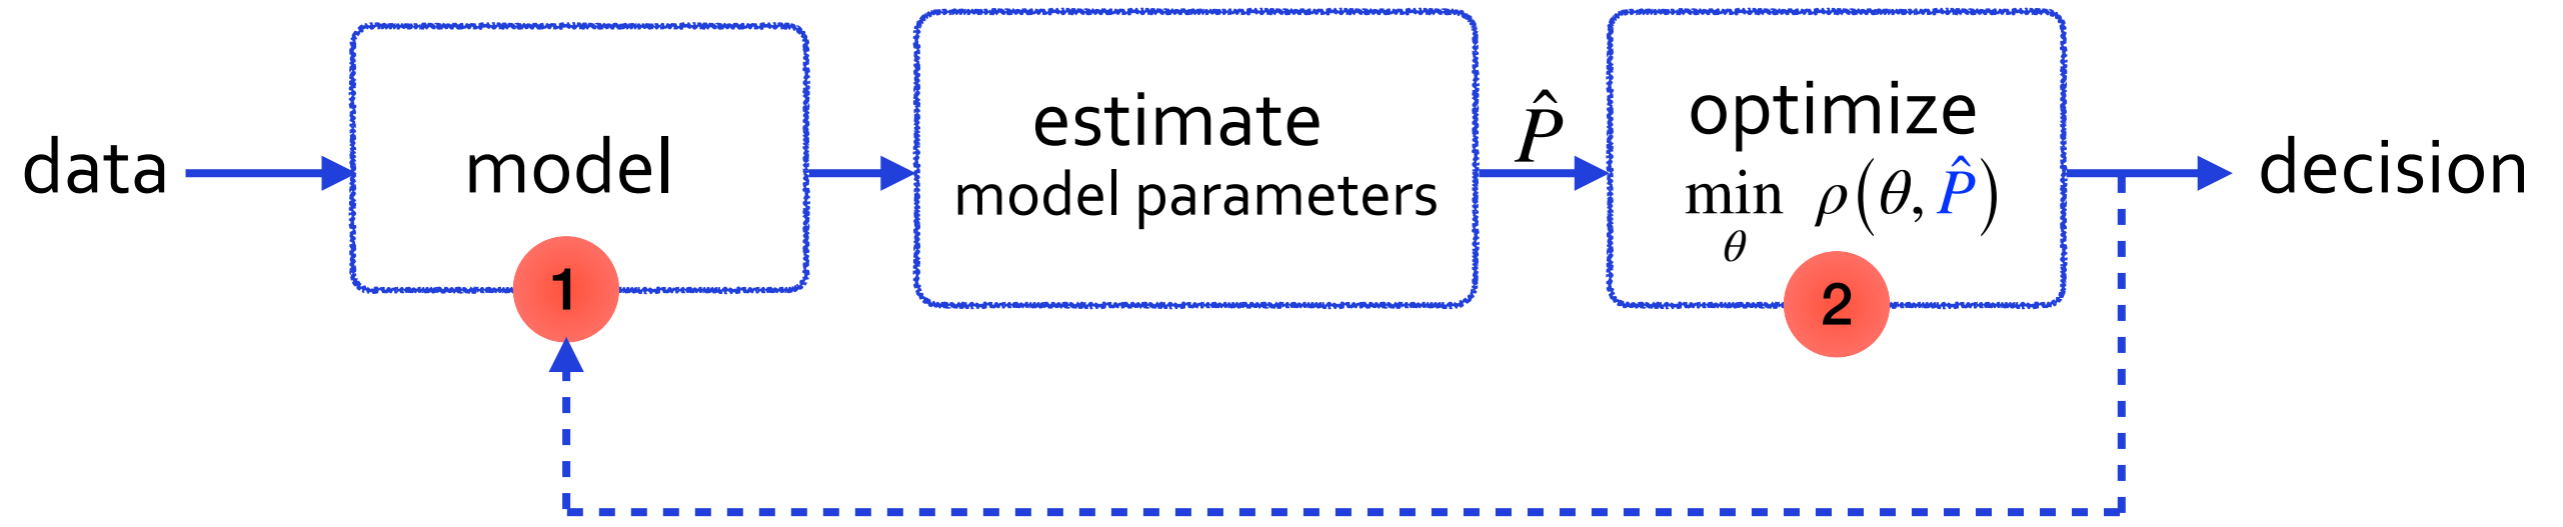 data
model
1
estimate
model parameters
P̂
optimize
min ρ(θ, P̂)
θ
2
decision